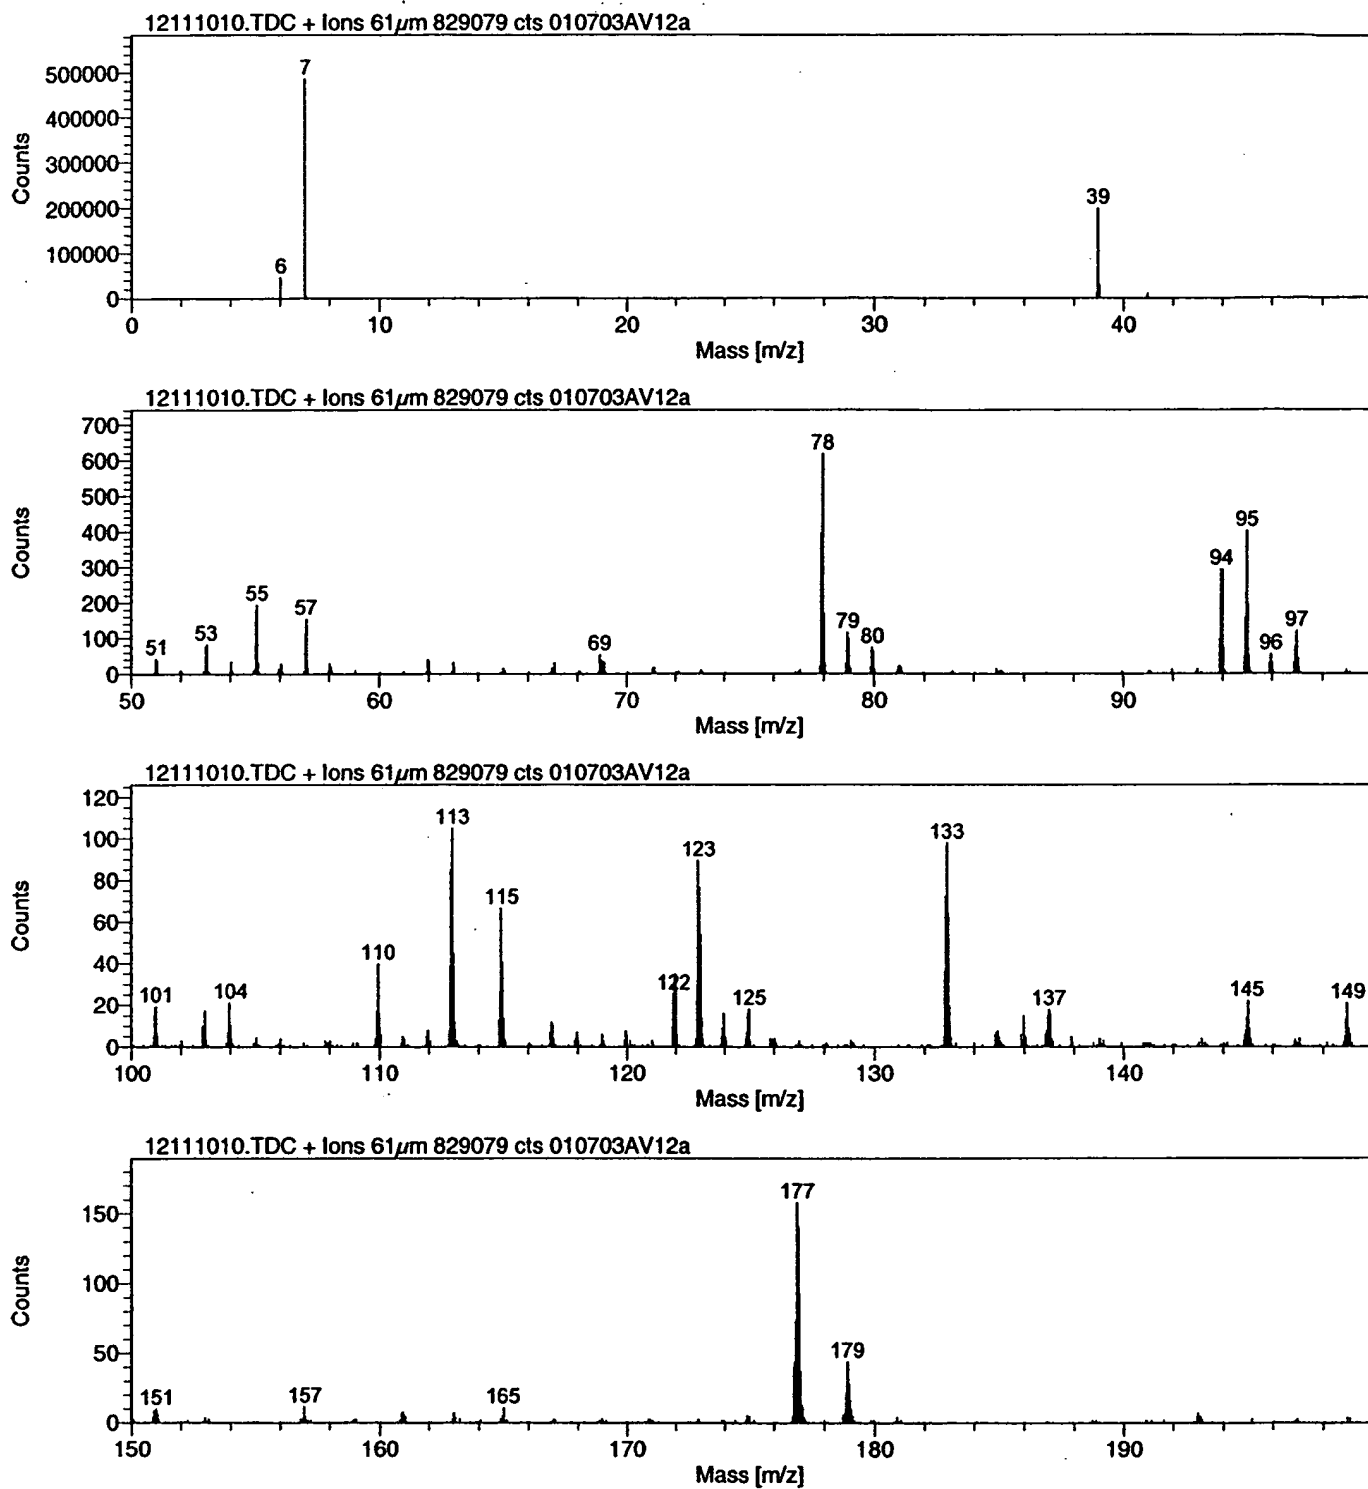 12111010.TDC + Ions 61µm 829079 cts 010703AV12a
Counts
500000
400000
300000
200000
100000
0
7
6
39
0 10 20 30 40
Mass [m/z]
12111010.TDC + Ions 61µm 829079 cts 010703AV12a
Counts
700
600
500
400
300
200
100
0
51 53 55 57 69 78 79 80 94 95 96 97
50 60 70 80 90
Mass [m/z]
12111010.TDC + Ions 61µm 829079 cts 010703AV12a
Counts
120
100
80
60
40
20
0
101 104 110 113 115 122 123 125 133 137 145 149
100 110 120 130 140
Mass [m/z]
12111010.TDC + Ions 61µm 829079 cts 010703AV12a
Counts
150
100
50
0
151 157 165 177 179
150 160 170 180 190
Mass [m/z]